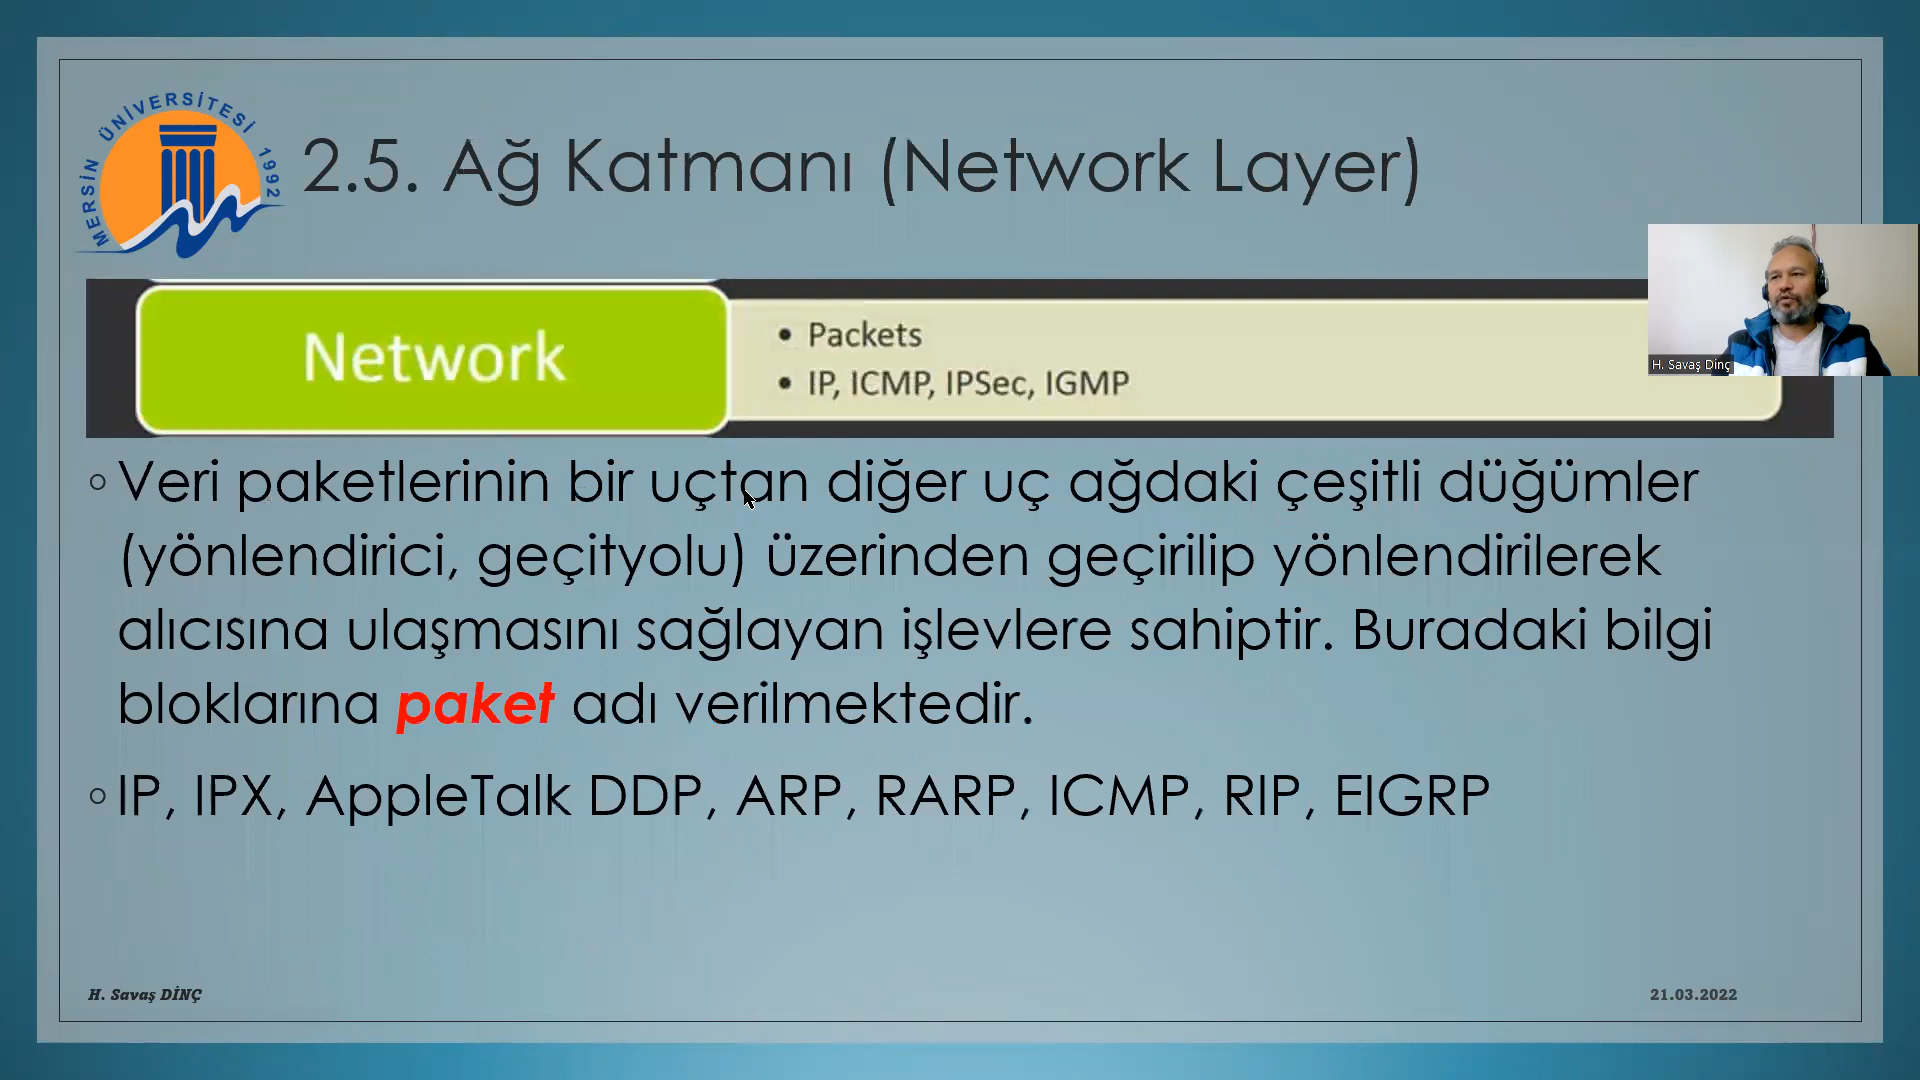 MERSİN ÜNİVERSİTESİ 1992
2.5. Ağ Katmanı (Network Layer)
Network
• Packets
• IP, ICMP, IPSec, IGMP
H. Savaş Dinç
◦ Veri paketlerinin bir uçtan diğer uç ağdaki çeşitli düğümler
(yönlendirici, geçityolu) üzerinden geçirilip yönlendirilerek
alıcısına ulaşmasını sağlayan işlevlere sahiptir. Buradaki bilgi
bloklarına paket adı verilmektedir.
◦ IP, IPX, AppleTalk DDP, ARP, RARP, ICMP, RIP, EIGRP
H. Savaş DİNÇ
21.03.2022